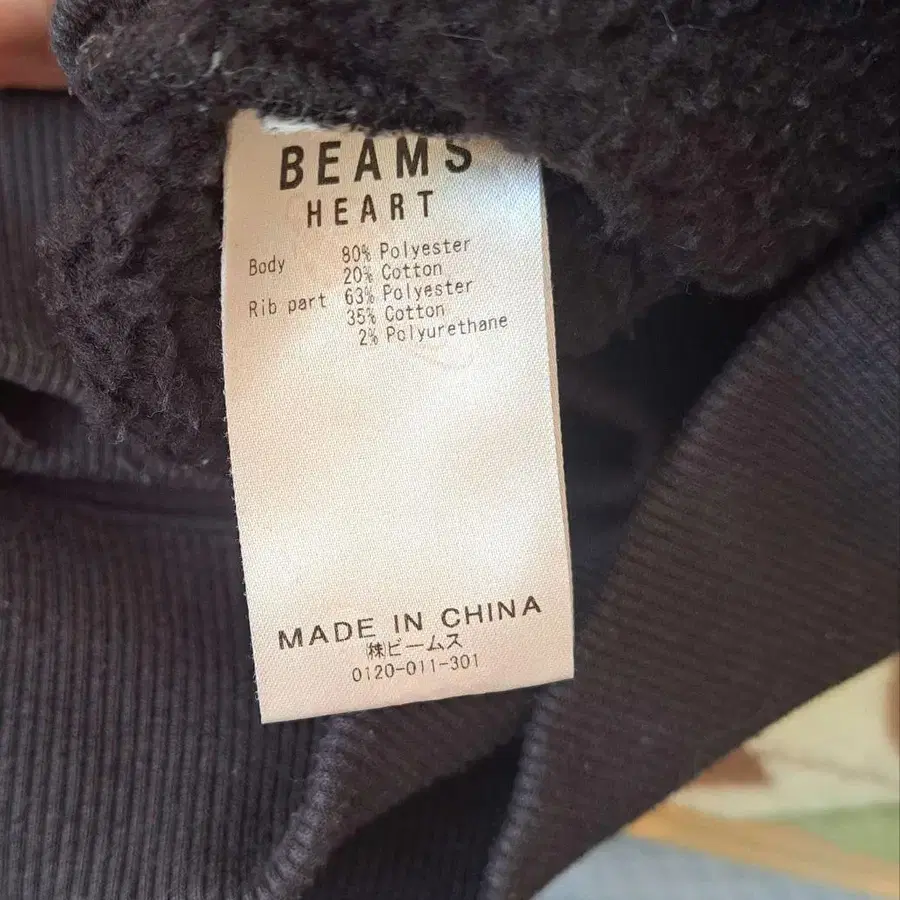 BEAMS
HEART
Body 80% Polyester
20% Cotton
Rib part 63% Polyester
35% Cotton
2% Polyurethane
MADE IN CHINA
㈱ビームス
0120-011-301